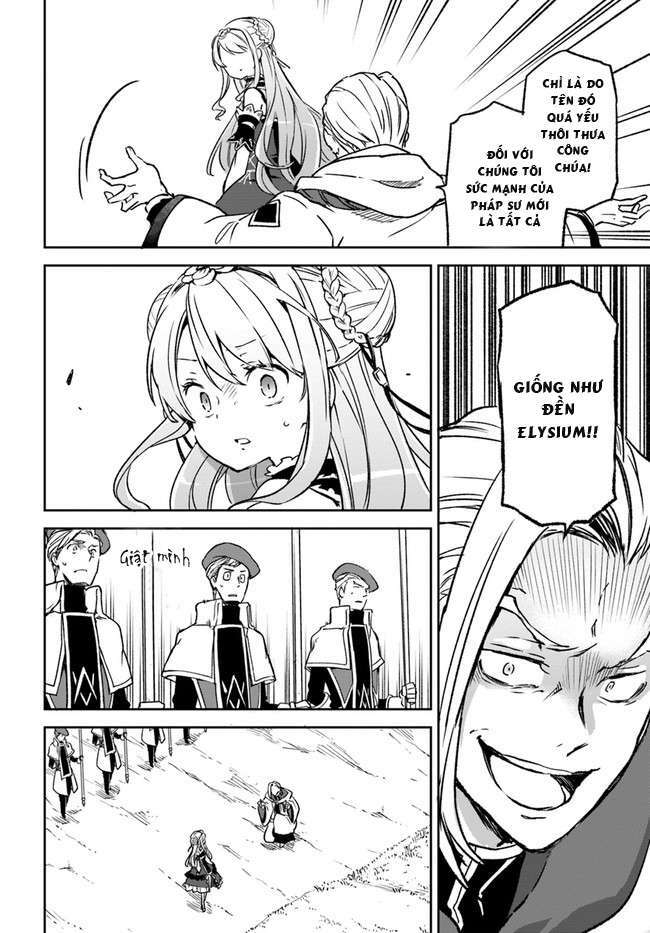 CHỈ LÀ DO
TÊN ĐÓ
QUÁ YẾU
THÔI THƯA
CÔNG
CHÚA!
ĐỐI VỚI
CHÚNG TÔI
SỨC MẠNH CỦA
PHÁP SƯ MỚI
LÀ TẤT CẢ
GIỐNG NHƯ
ĐỀN
ELYSIUM!!
Giật mình